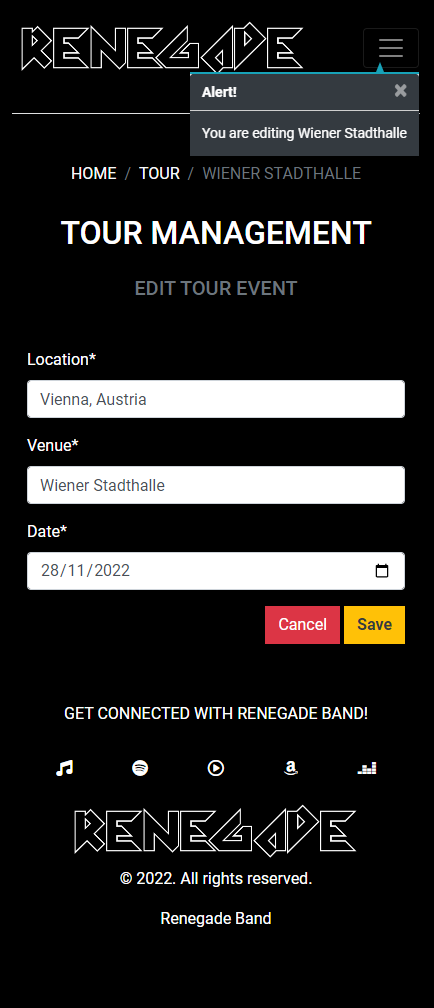 RENEGADE
Alert! ×
You are editing Wiener Stadthalle
HOME / TOUR / WIENER STADTHALLE
TOUR MANAGEMENT
EDIT TOUR EVENT
Location*
Vienna, Austria
Venue*
Wiener Stadthalle
Date*
28/11/2022
Cancel Save
GET CONNECTED WITH RENEGADE BAND!
RENEGADE
© 2022. All rights reserved.
Renegade Band